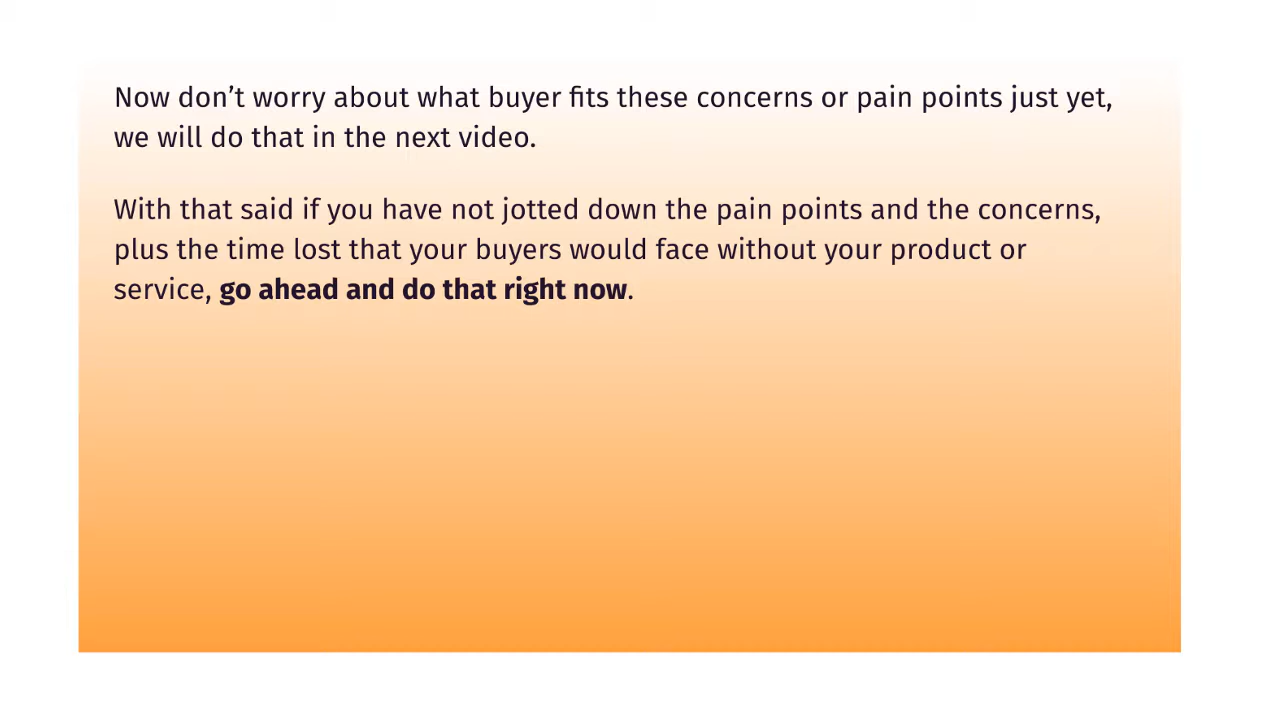 Now don’t worry about what buyer fits these concerns or pain points just yet,
we will do that in the next video.
With that said if you have not jotted down the pain points and the concerns,
plus the time lost that your buyers would face without your product or
service, go ahead and do that right now.